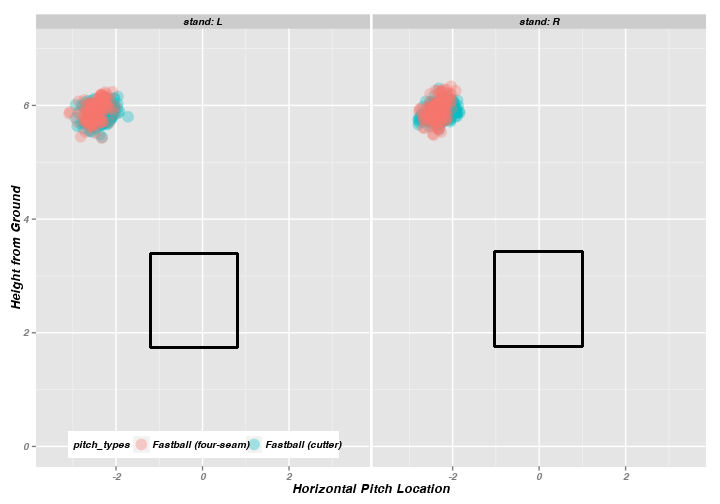 stand: L
stand: R
Height from Ground
6
4
2
0
pitch_types Fastball (four-seam) Fastball (cutter)
-2 0 2 -2 0 2
Horizontal Pitch Location